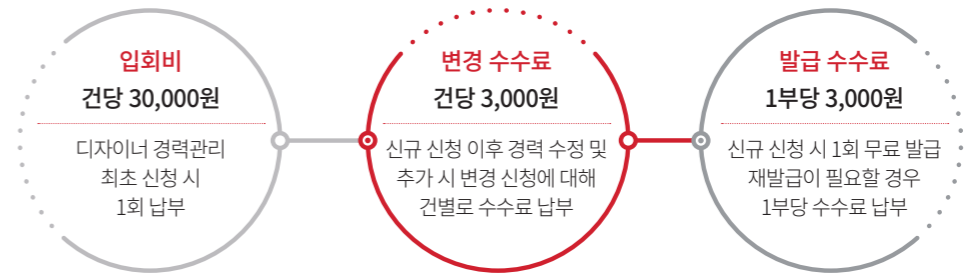 입회비
건당 30,000원
디자이너 경력관리
최초 신청 시
1회 납부
변경 수수료
건당 3,000원
신규 신청 이후 경력 수정 및
추가 시 변경 신청에 대해
건별로 수수료 납부
발급 수수료
1부당 3,000원
신규 신청 시 1회 무료 발급
재발급이 필요할 경우
1부당 수수료 납부